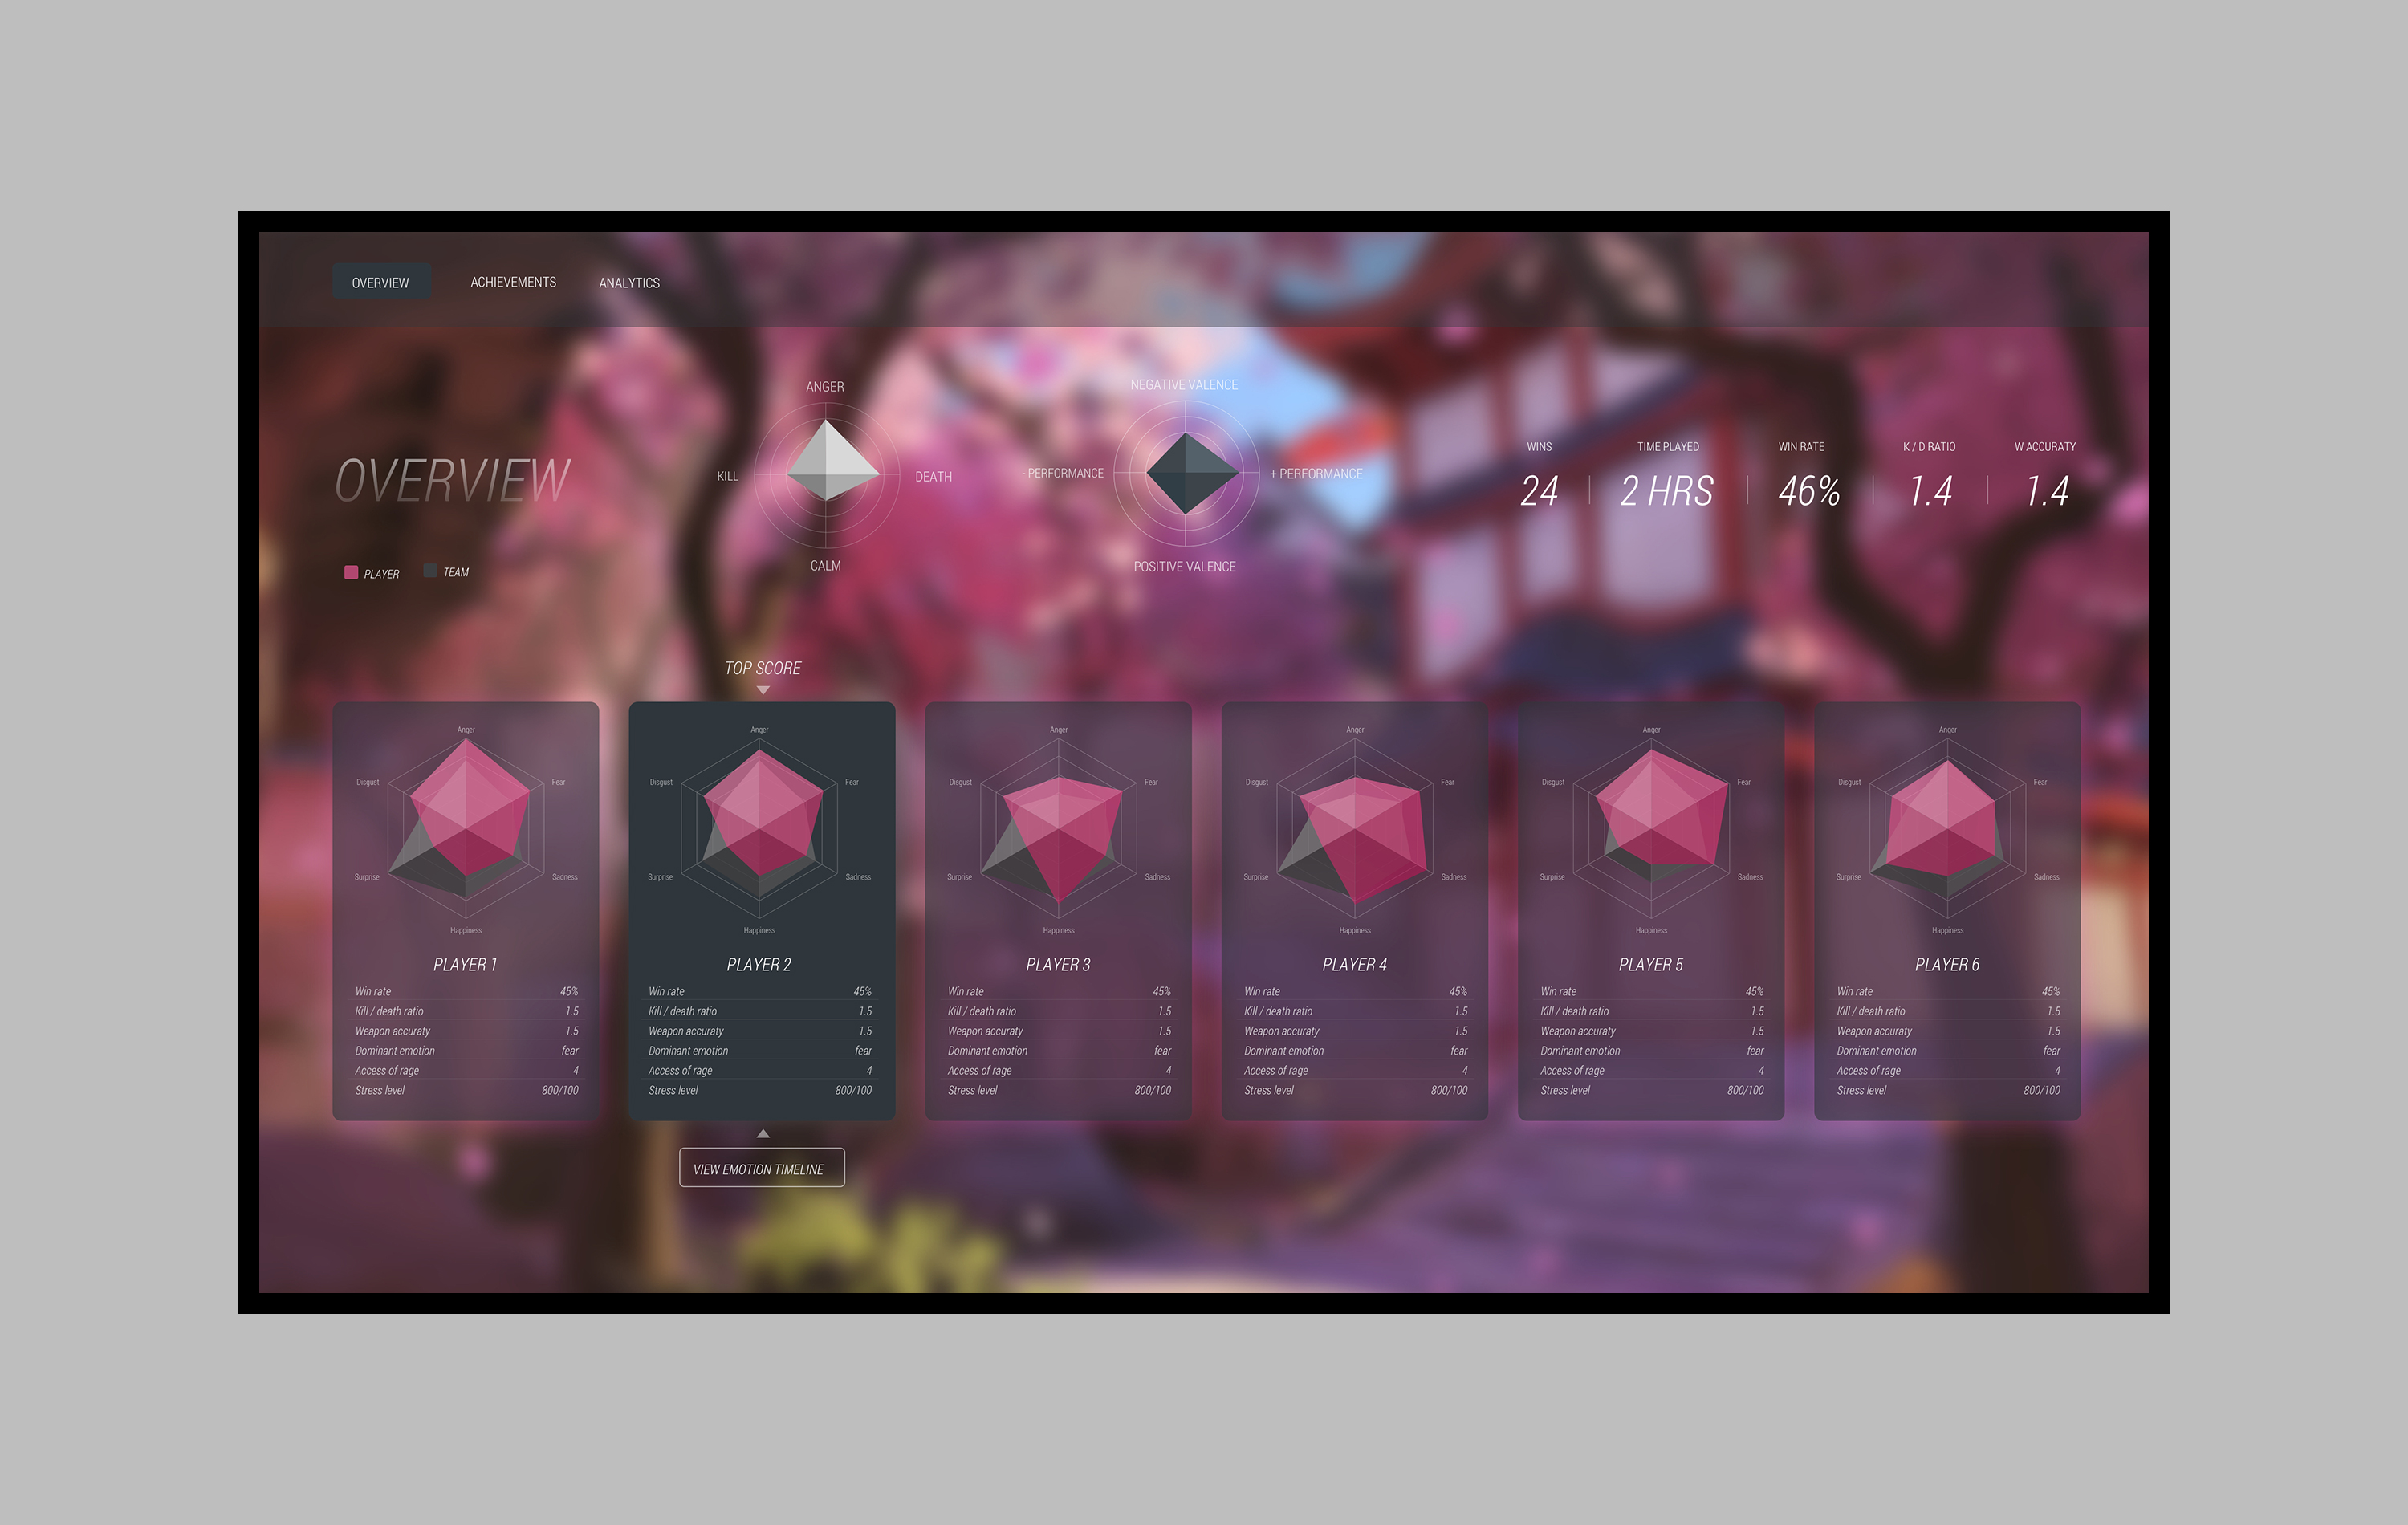 OVERVIEW
ACHIEVEMENTS
ANALYTICS
OVERVIEW
PLAYER
TEAM
ANGER
KILL
DEATH
CALM
NEGATIVE VALENCE
- PERFORMANCE
+ PERFORMANCE
POSITIVE VALENCE
WINS
24
TIME PLAYED
2 HRS
WIN RATE
46%
K / D RATIO
1.4
W ACCURATY
1.4
TOP SCORE
Anger
Disgust
Fear
Surprise
Sadness
Happiness
PLAYER 1
Win rate 45%
Kill / death ratio 1.5
Weapon accuraty 1.5
Dominant emotion fear
Access of rage 4
Stress level 800/100
Anger
Disgust
Fear
Surprise
Sadness
Happiness
PLAYER 2
Win rate 45%
Kill / death ratio 1.5
Weapon accuraty 1.5
Dominant emotion fear
Access of rage 4
Stress level 800/100
VIEW EMOTION TIMELINE
Anger
Disgust
Fear
Surprise
Sadness
Happiness
PLAYER 3
Win rate 45%
Kill / death ratio 1.5
Weapon accuraty 1.5
Dominant emotion fear
Access of rage 4
Stress level 800/100
Anger
Disgust
Fear
Surprise
Sadness
Happiness
PLAYER 4
Win rate 45%
Kill / death ratio 1.5
Weapon accuraty 1.5
Dominant emotion fear
Access of rage 4
Stress level 800/100
Anger
Disgust
Fear
Surprise
Sadness
Happiness
PLAYER 5
Win rate 45%
Kill / death ratio 1.5
Weapon accuraty 1.5
Dominant emotion fear
Access of rage 4
Stress level 800/100
Anger
Disgust
Fear
Surprise
Sadness
Happiness
PLAYER 6
Win rate 45%
Kill / death ratio 1.5
Weapon accuraty 1.5
Dominant emotion fear
Access of rage 4
Stress level 800/100